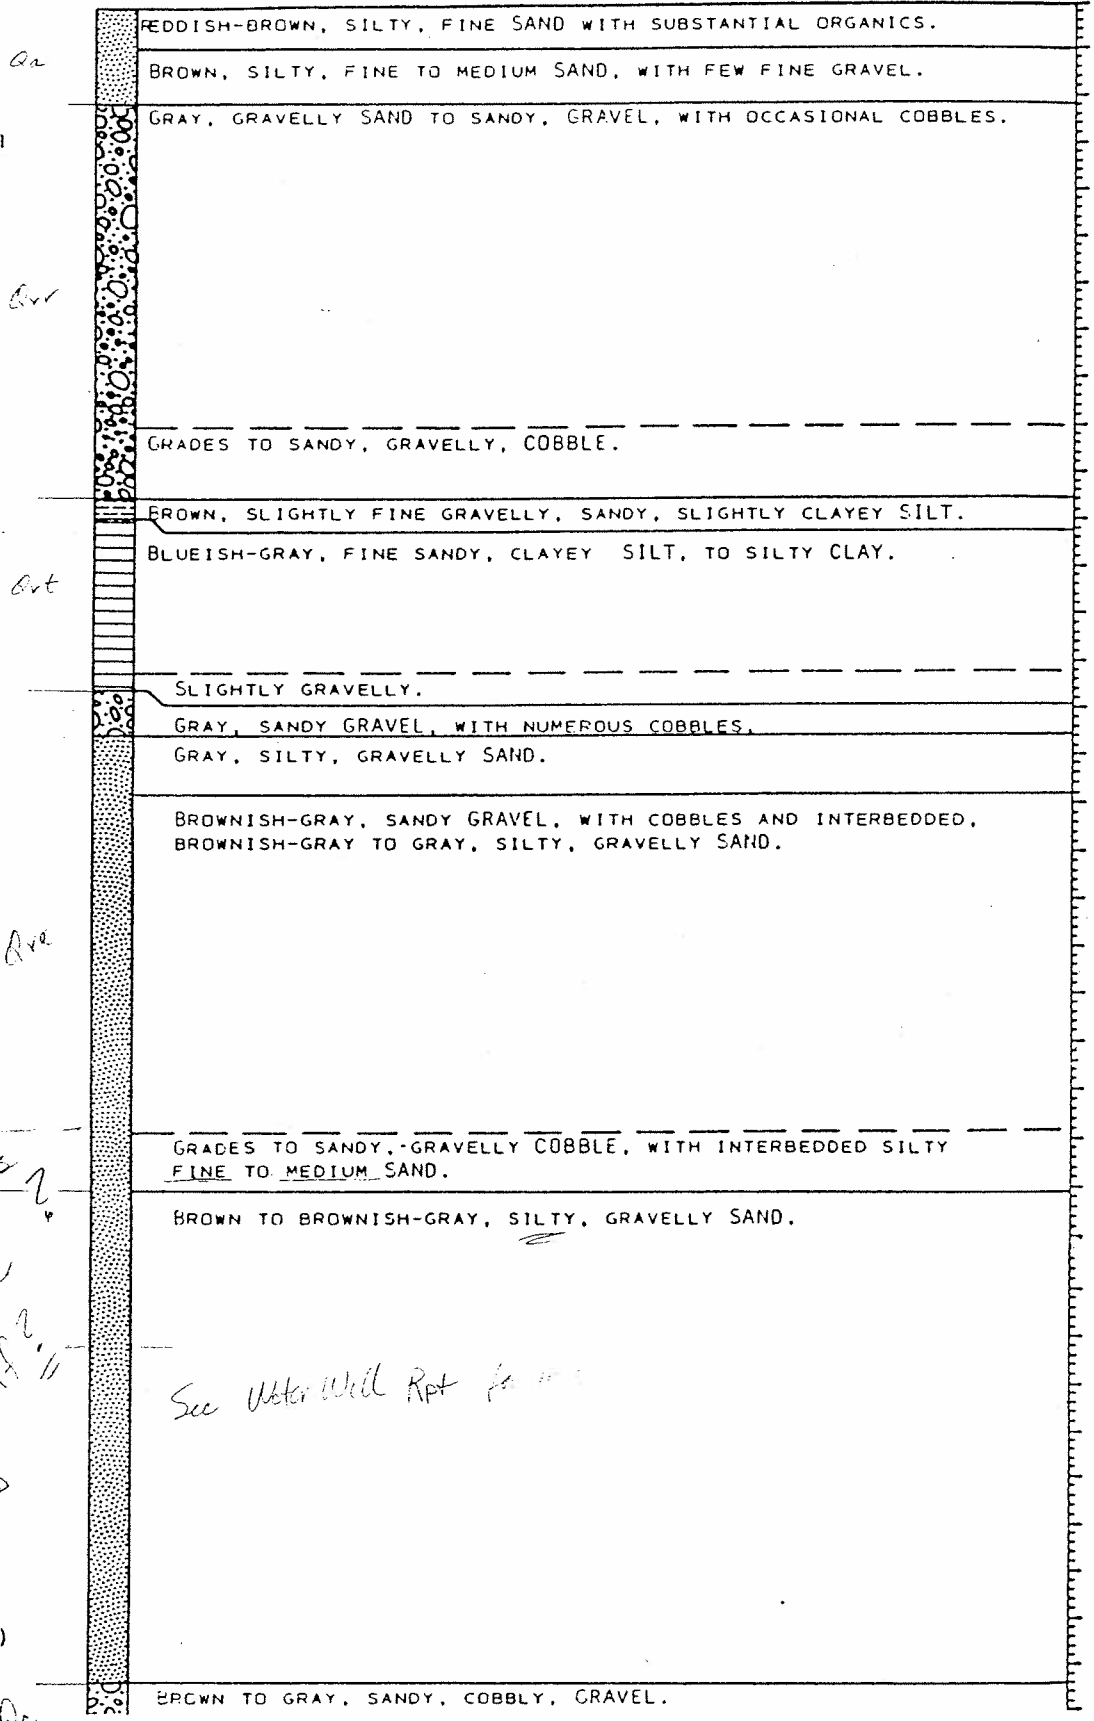 REDDISH-BROWN, SILTY, FINE SAND WITH SUBSTANTIAL ORGANICS.
Qa
BROWN, SILTY, FINE TO MEDIUM SAND, WITH FEW FINE GRAVEL.
GRAY, GRAVELLY SAND TO SANDY, GRAVEL, WITH OCCASIONAL COBBLES.
Qvr
GRADES TO SANDY, GRAVELLY, COBBLE.
BROWN, SLIGHTLY FINE GRAVELLY, SANDY, SLIGHTLY CLAYEY SILT.
BLUEISH-GRAY, FINE SANDY, CLAYEY SILT, TO SILTY CLAY.
Qvt
SLIGHTLY GRAVELLY.
GRAY, SANDY GRAVEL, WITH NUMEROUS COBBLES.
GRAY, SILTY, GRAVELLY SAND.
BROWNISH-GRAY, SANDY GRAVEL, WITH COBBLES AND INTERBEDDED,
BROWNISH-GRAY TO GRAY, SILTY, GRAVELLY SAND.
Qva
GRADES TO SANDY, GRAVELLY COBBLE, WITH INTERBEDDED SILTY
FINE TO MEDIUM SAND.
BROWN TO BROWNISH-GRAY, SILTY, GRAVELLY SAND.
See Water Well Rpt
BROWN TO GRAY, SANDY, COBBLY, GRAVEL.